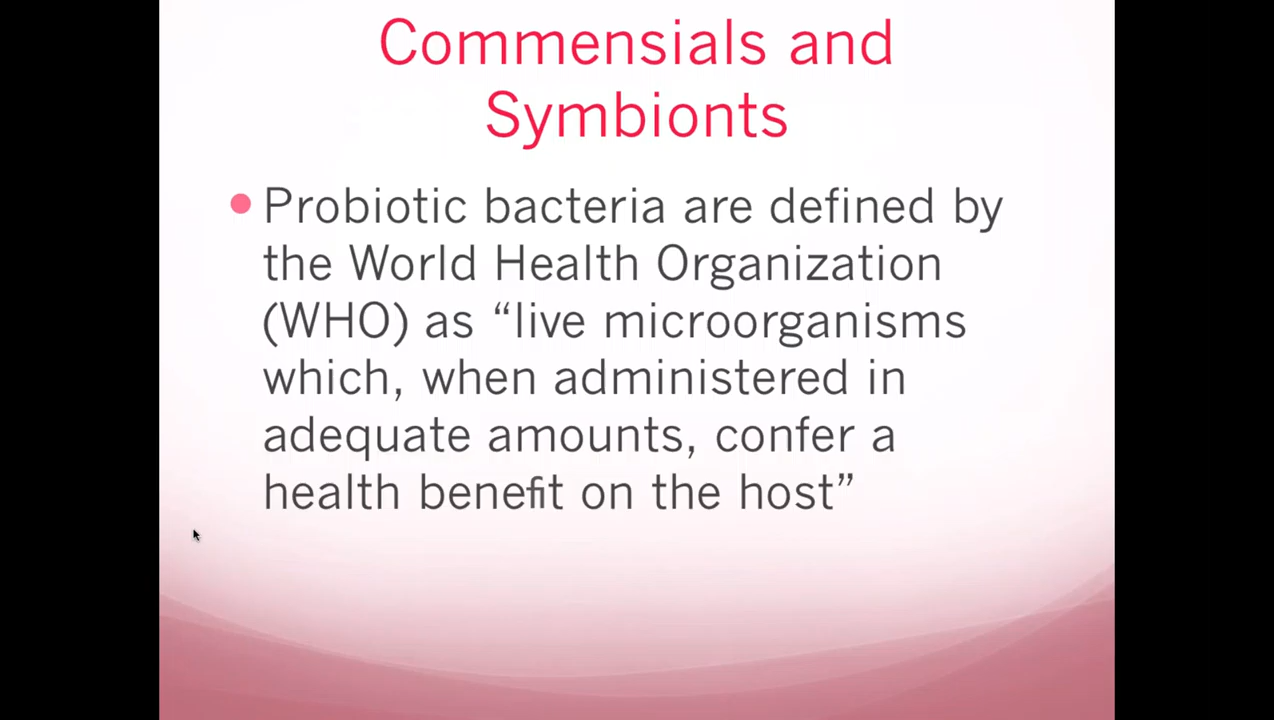 Commensials and
Symbionts
Probiotic bacteria are defined by
the World Health Organization
(WHO) as “live microorganisms
which, when administered in
adequate amounts, confer a
health benefit on the host”